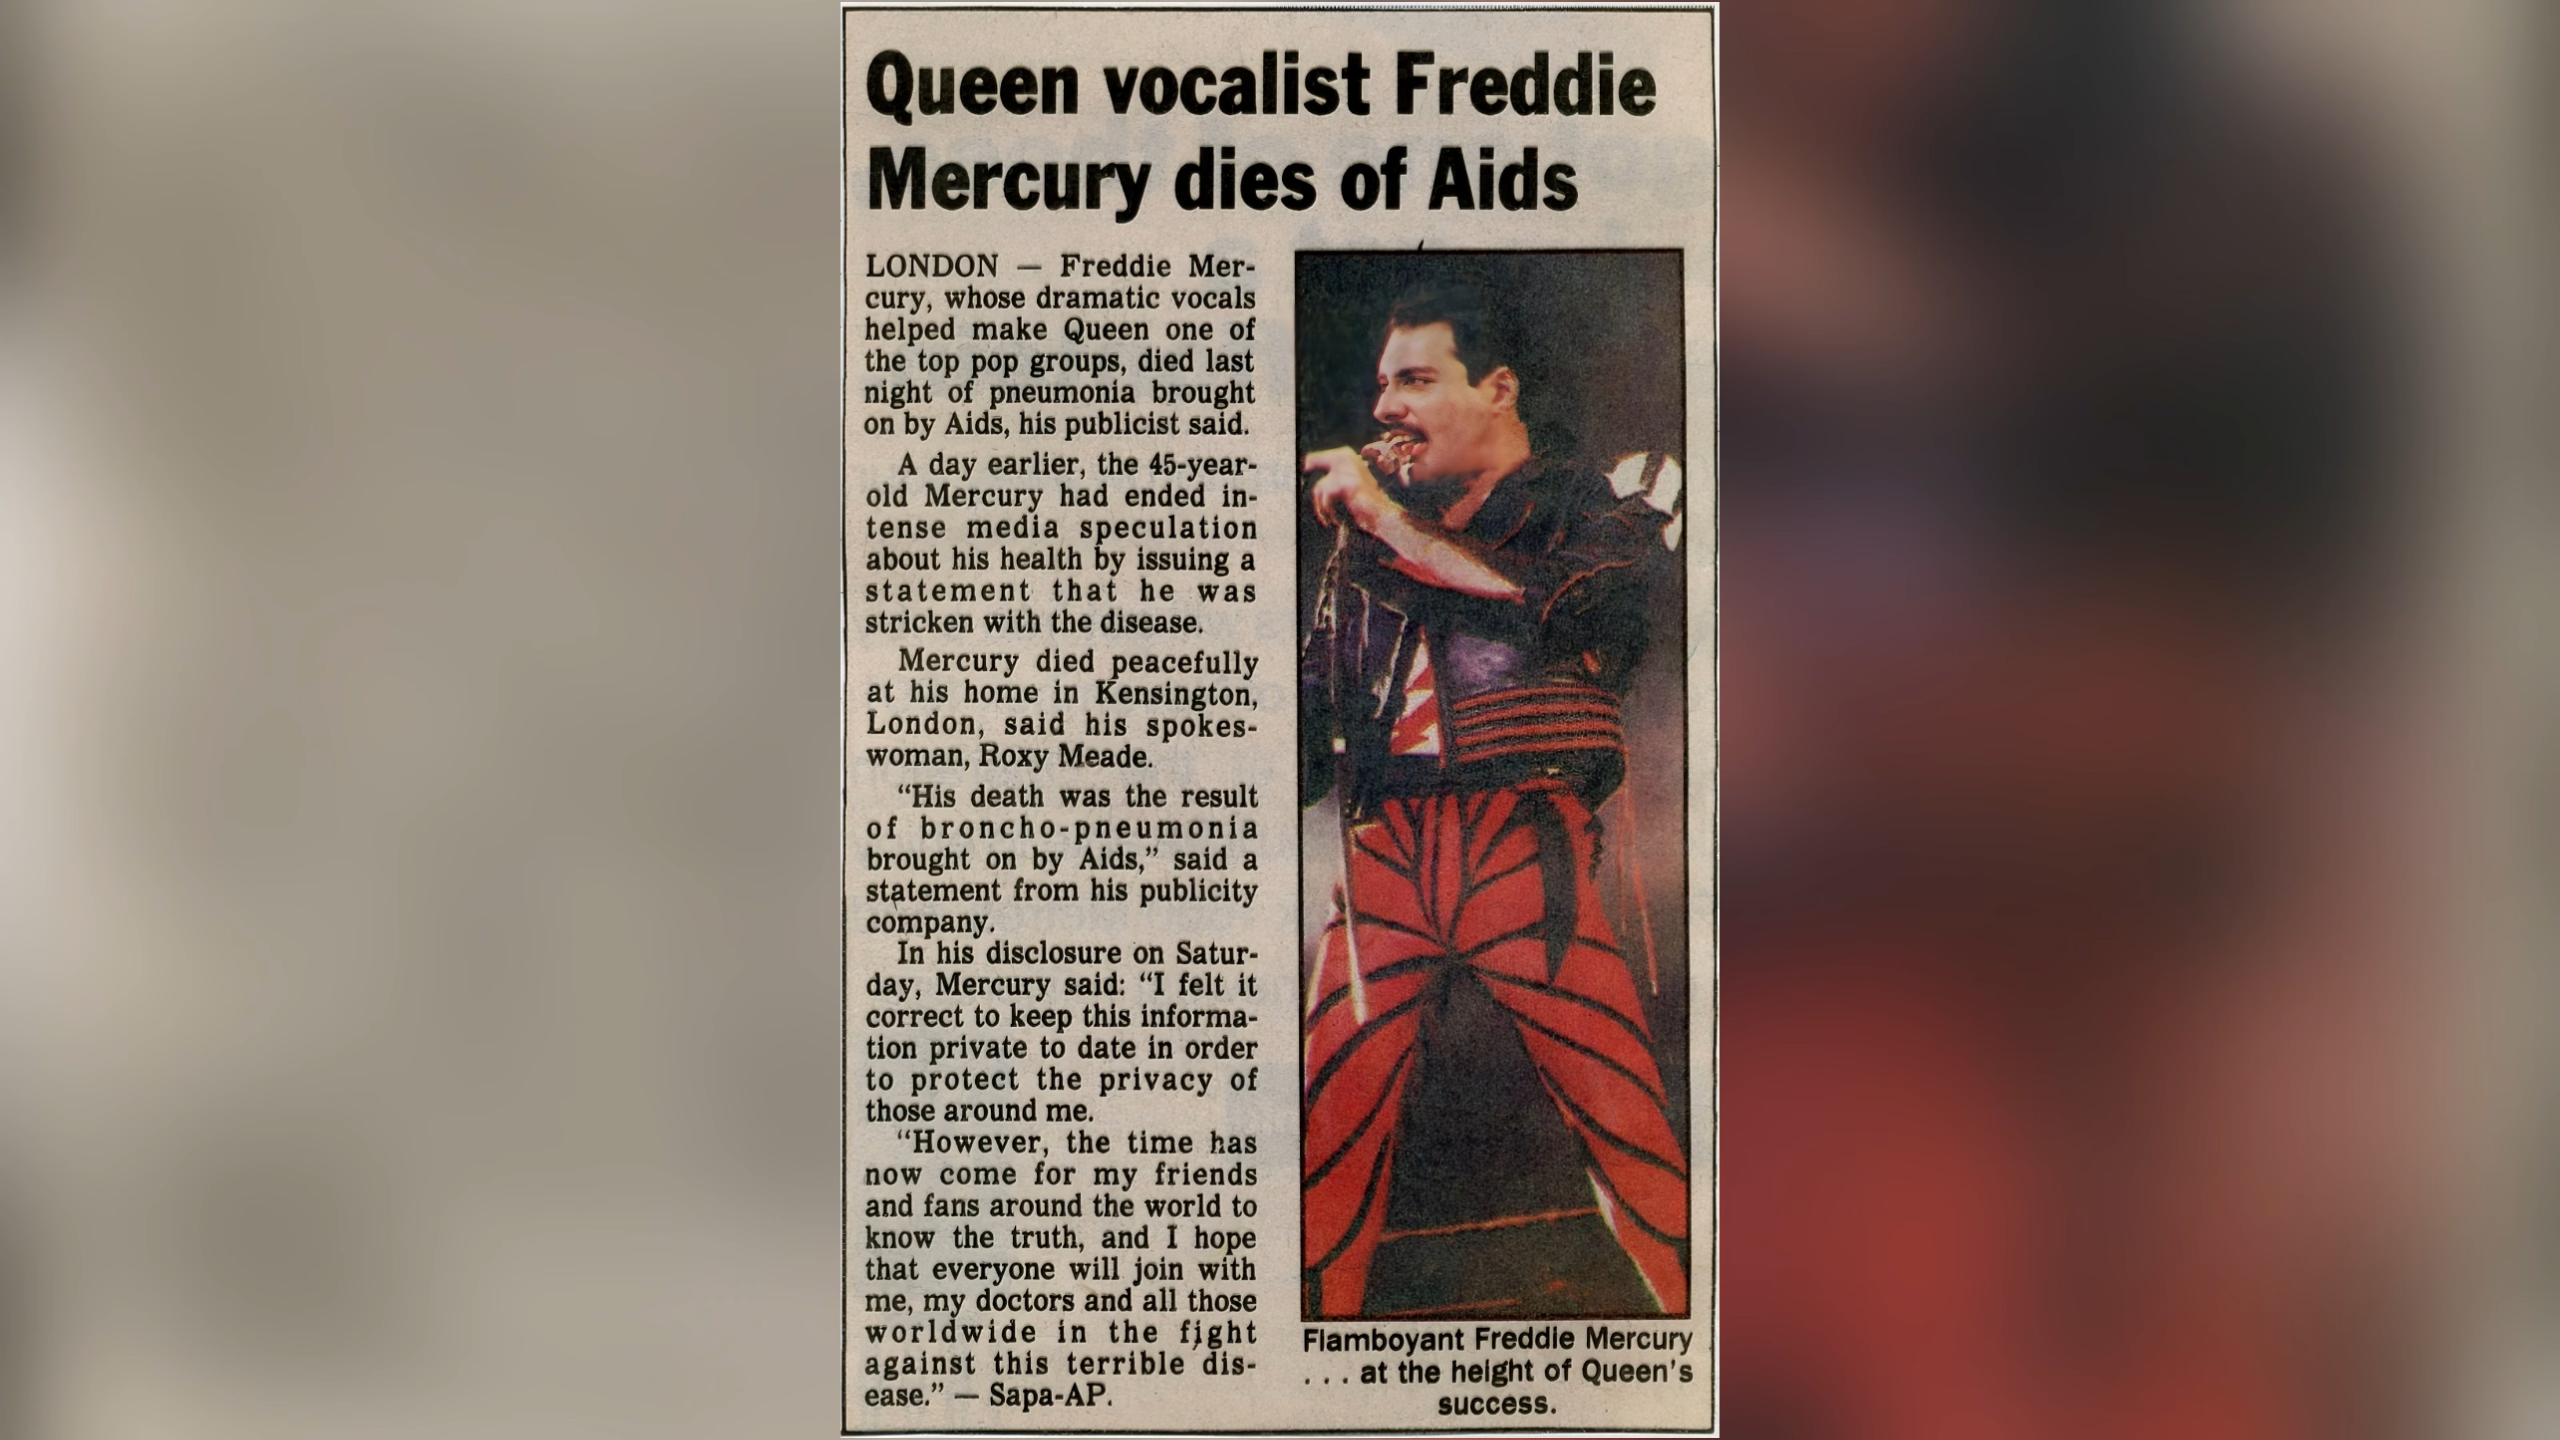 Queen vocalist Freddie
Mercury dies of Aids
LONDON — Freddie Mer-
cury, whose dramatic vocals
helped make Queen one of
the top pop groups, died last
night of pneumonia brought
on by Aids, his publicist said.
A day earlier, the 45-year-
old Mercury had ended in-
tense media speculation
about his health by issuing a
statement that he was
stricken with the disease.
Mercury died peacefully
at his home in Kensington,
London, said his spokes-
woman, Roxy Meade.
“His death was the result
of broncho-pneumonia
brought on by Aids,” said a
statement from his publicity
company.
In his disclosure on Satur-
day, Mercury said: “I felt it
correct to keep this informa-
tion private to date in order
to protect the privacy of
those around me.
“However, the time has
now come for my friends
and fans around the world to
know the truth, and I hope
that everyone will join with
me, my doctors and all those
worldwide in the fight
against this terrible dis-
ease.” — Sapa-AP.
Flamboyant Freddie Mercury
. . . at the height of Queen’s
success.